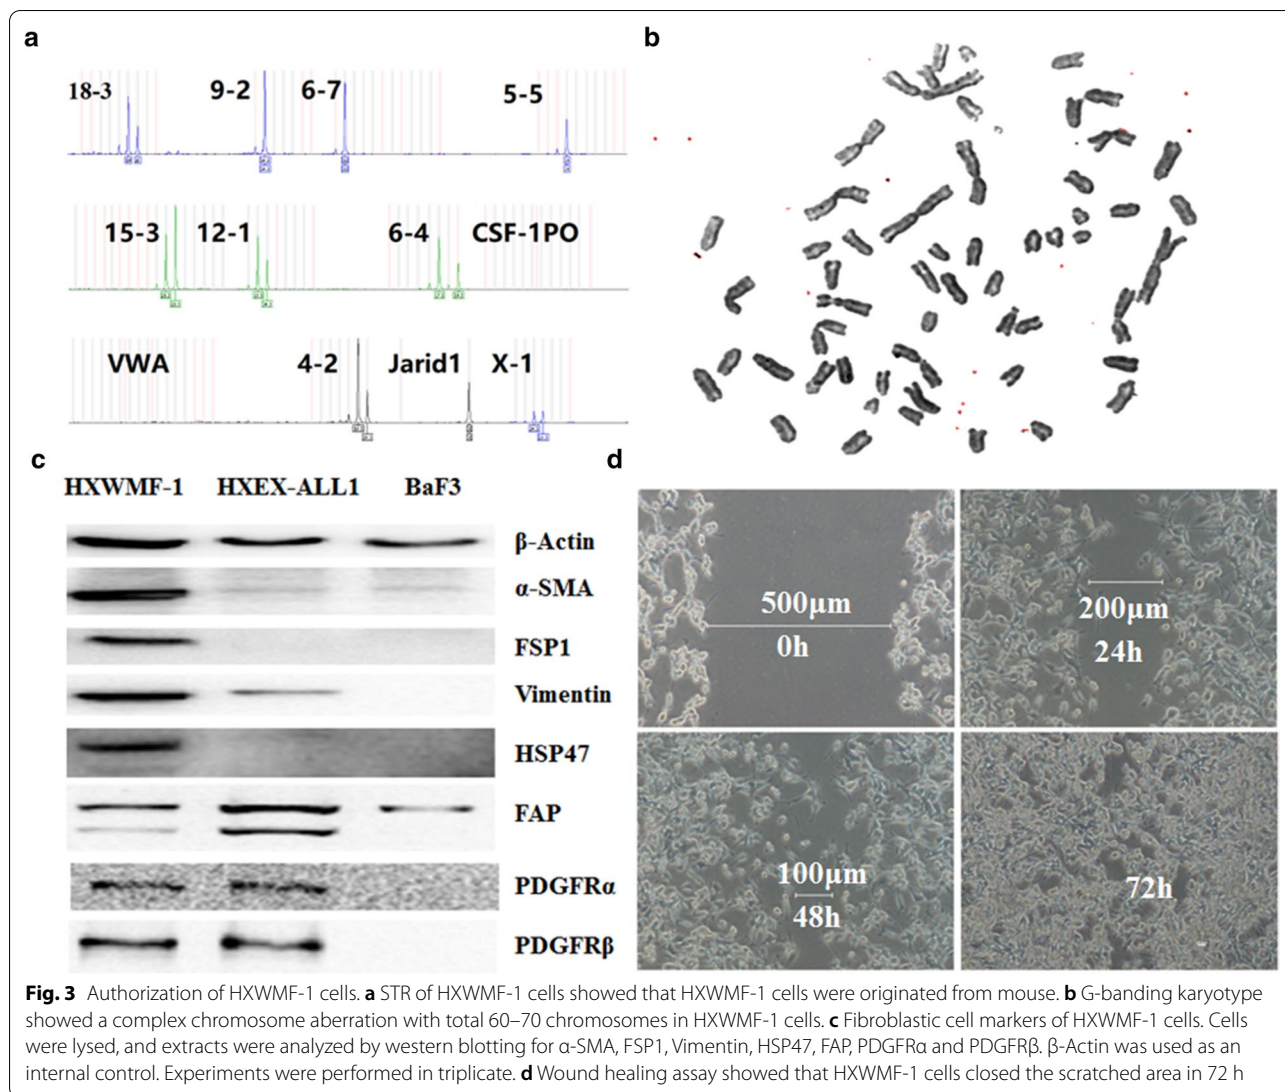 a
18-3 9-2 6-7 5-5
15-3 12-1 6-4 CSF-1PO
VWA 4-2 Jarid1 X-1
b
c
HXWMF-1 HXEX-ALL1 BaF3
β-Actin
α-SMA
FSP1
Vimentin
HSP47
FAP
PDGFRα
PDGFRβ
d
500μm
0h
200μm
24h
100μm
48h
72h
Fig. 3 Authorization of HXWMF-1 cells. a STR of HXWMF-1 cells showed that HXWMF-1 cells were originated from mouse. b G-banding karyotype
showed a complex chromosome aberration with total 60–70 chromosomes in HXWMF-1 cells. c Fibroblastic cell markers of HXWMF-1 cells. Cells
were lysed, and extracts were analyzed by western blotting for α-SMA, FSP1, Vimentin, HSP47, FAP, PDGFRα and PDGFRβ. β-Actin was used as an
internal control. Experiments were performed in triplicate. d Wound healing assay showed that HXWMF-1 cells closed the scratched area in 72 h